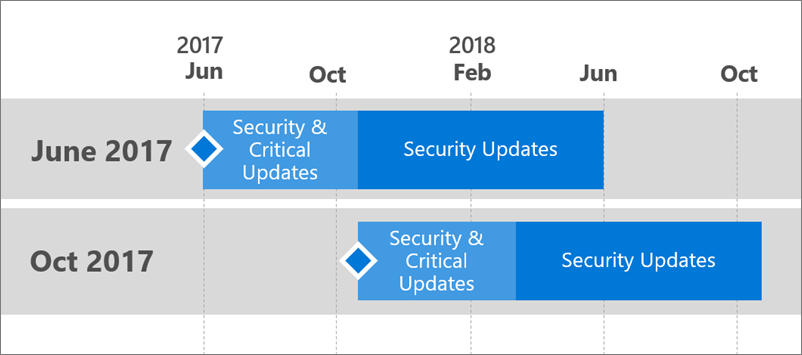 2017 2018
Jun Oct Feb Jun Oct
June 2017
Security &
Critical
Updates
Security Updates
Oct 2017
Security &
Critical
Updates
Security Updates